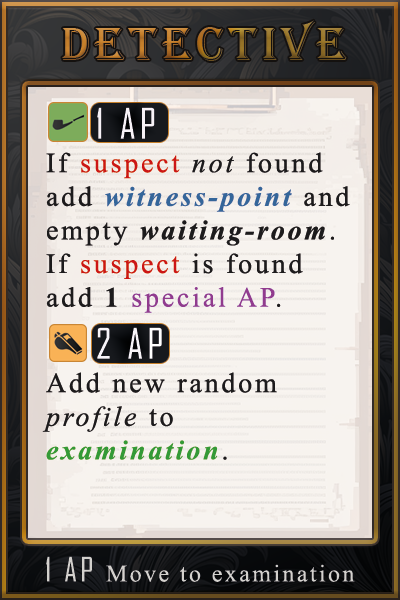 DETECTIVE
1 AP
If suspect not found
add witness-point and
empty waiting-room.
If suspect is found
add 1 special AP.
2 AP
Add new random
profile to
examination.
1 AP Move to examination